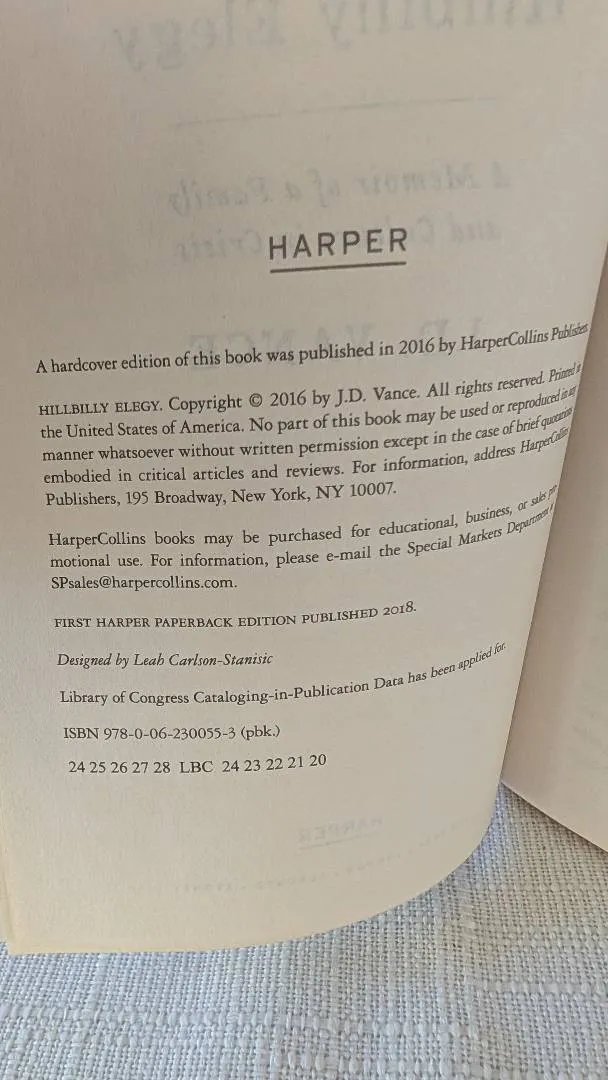 HARPER
A hardcover edition of this book was published in 2016 by HarperCollins Publishers
HILLBILLY ELEGY. Copyright © 2016 by J.D. Vance. All rights reserved. Printed in
the United States of America. No part of this book may be used or reproduced in any
manner whatsoever without written permission except in the case of brief quotation
embodied in critical articles and reviews. For information, address HarperCollins
Publishers, 195 Broadway, New York, NY 10007.
HarperCollins books may be purchased for educational, business, or sales pro-
motional use. For information, please e-mail the Special Markets Department
SPsales@harpercollins.com.
FIRST HARPER PAPERBACK EDITION PUBLISHED 2018.
Designed by Leah Carlson-Stanisic
Library of Congress Cataloging-in-Publication Data has been applied for.
ISBN 978-0-06-230055-3 (pbk.)
24 25 26 27 28 LBC 24 23 22 21 20